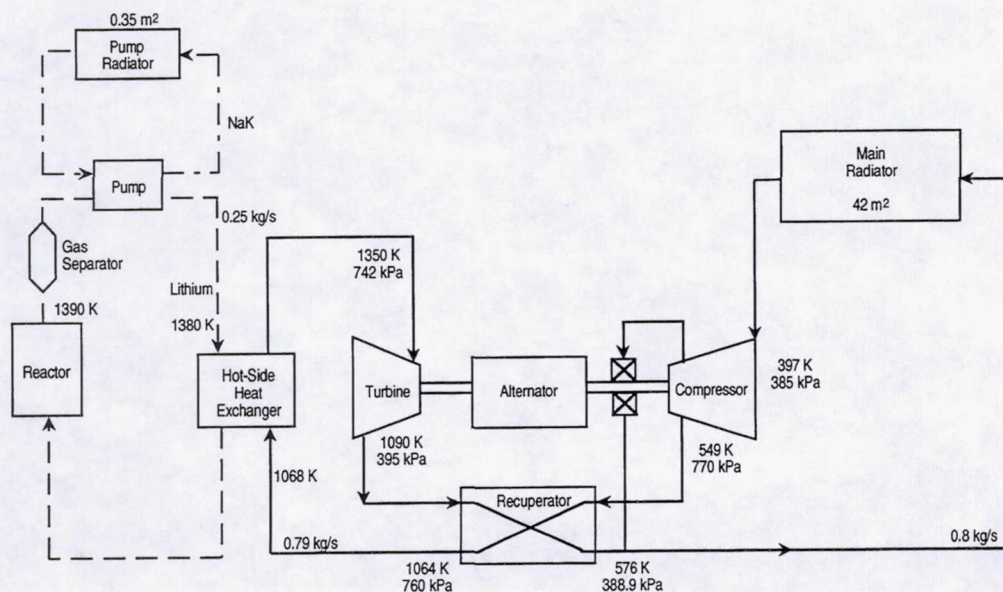 0.35 m²
Pump
Radiator
NaK
Pump
0.25 kg/s
Gas
Separator
Lithium
1390 K
1380 K
Reactor
Hot-Side
Heat
Exchanger
1068 K
0.79 kg/s
1350 K
742 kPa
Turbine
1090 K
395 kPa
Alternator
Compressor
397 K
385 kPa
549 K
770 kPa
Recuperator
1064 K
760 kPa
576 K
388.9 kPa
Main
Radiator
42 m²
0.8 kg/s